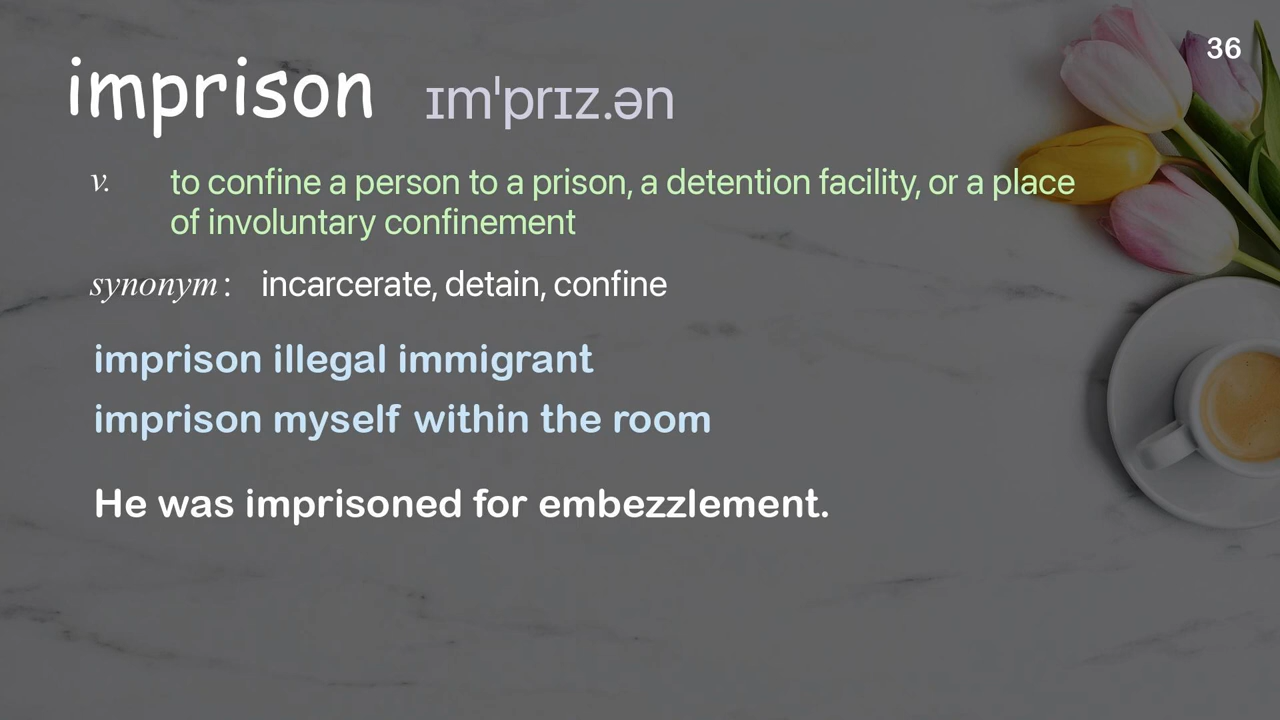 36
imprison ɪmˈprɪz.ən
v. to confine a person to a prison, a detention facility, or a place
of involuntary confinement
synonym: incarcerate, detain, confine
imprison illegal immigrant
imprison myself within the room
He was imprisoned for embezzlement.